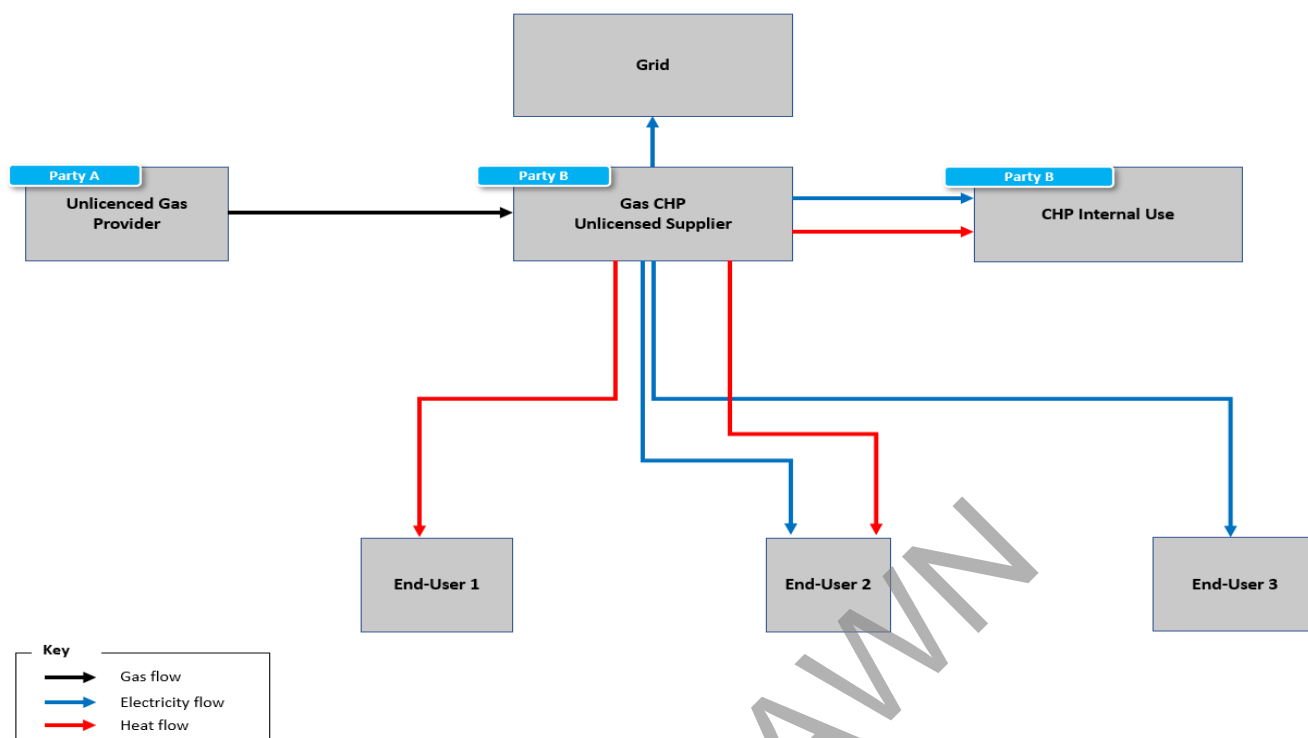 Grid
Party A
Unlicenced Gas
Provider
Party B
Gas CHP
Unlicensed Supplier
Party B
CHP Internal Use
End-User 1
End-User 2
End-User 3
Key
Gas flow
Electricity flow
Heat flow
AWN